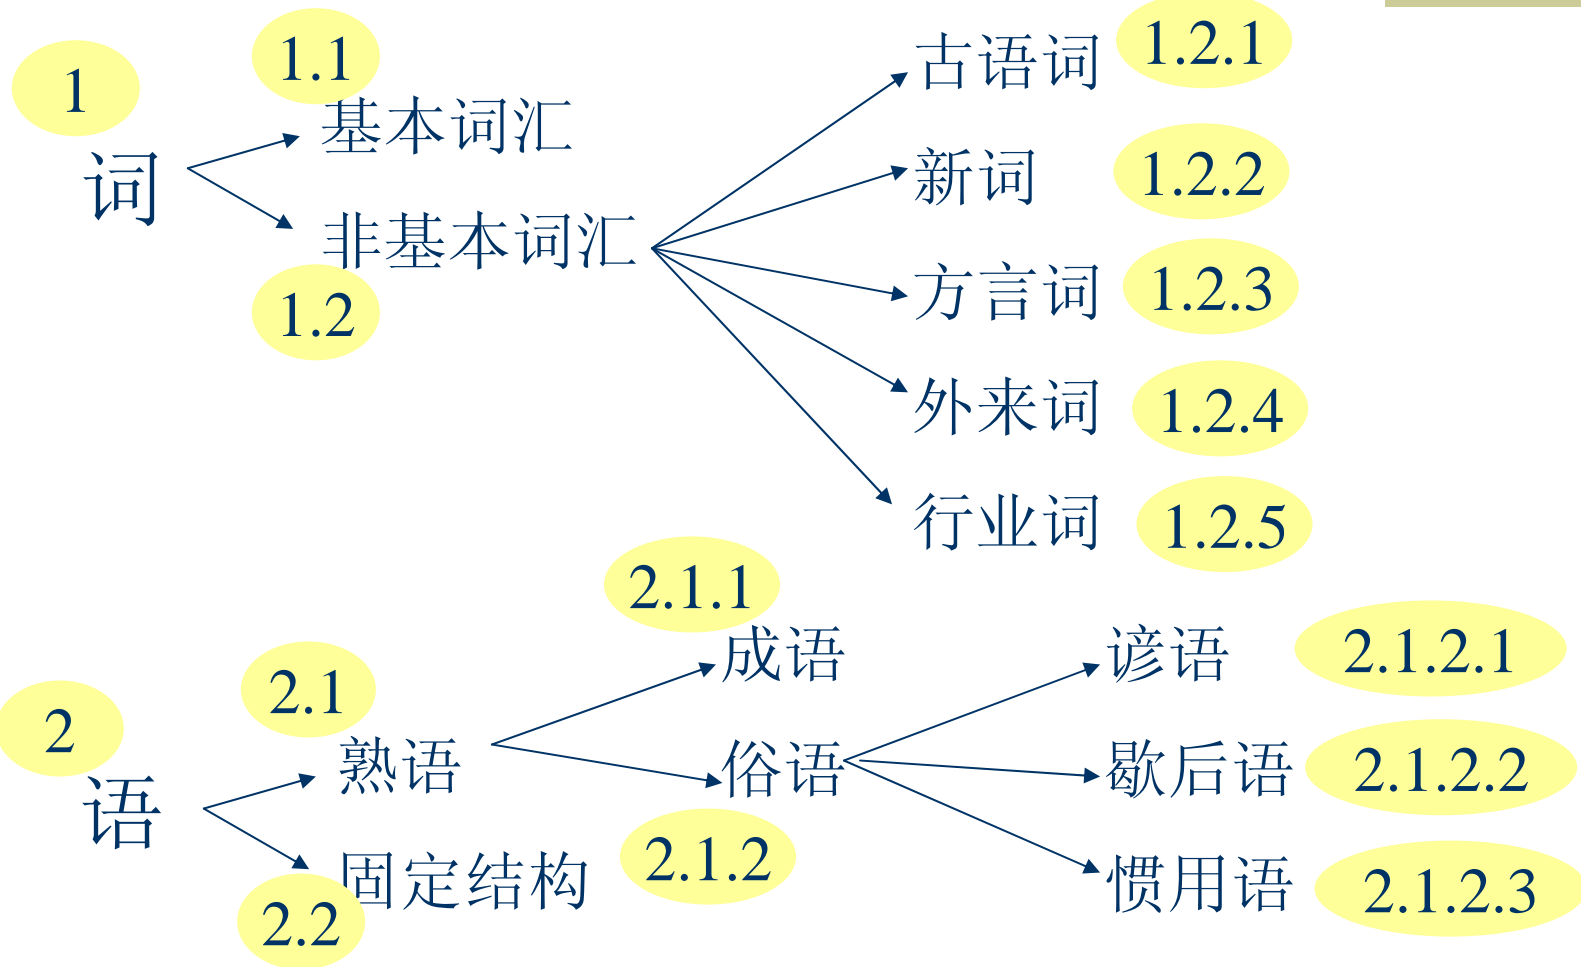 1
词
1.1
基本词汇
非基本词汇
1.2
古语词 1.2.1
新词 1.2.2
方言词 1.2.3
外来词 1.2.4
行业词 1.2.5
2
语
2.1
熟语
固定结构
2.2
2.1.1
成语
俗语
2.1.2
谚语 2.1.2.1
歇后语 2.1.2.2
惯用语 2.1.2.3